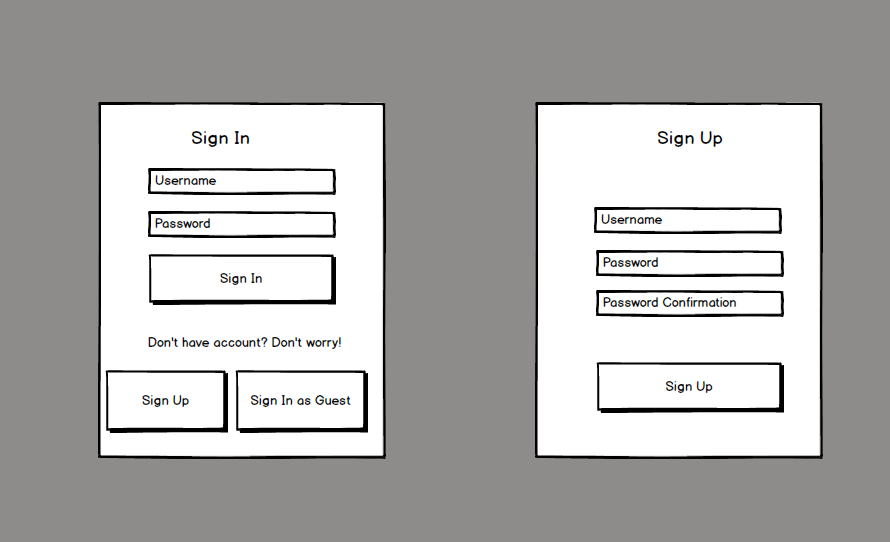 Sign In
Username
Password
Sign In
Don't have account? Don't worry!
Sign Up
Sign In as Guest
Sign Up
Username
Password
Password Confirmation
Sign Up